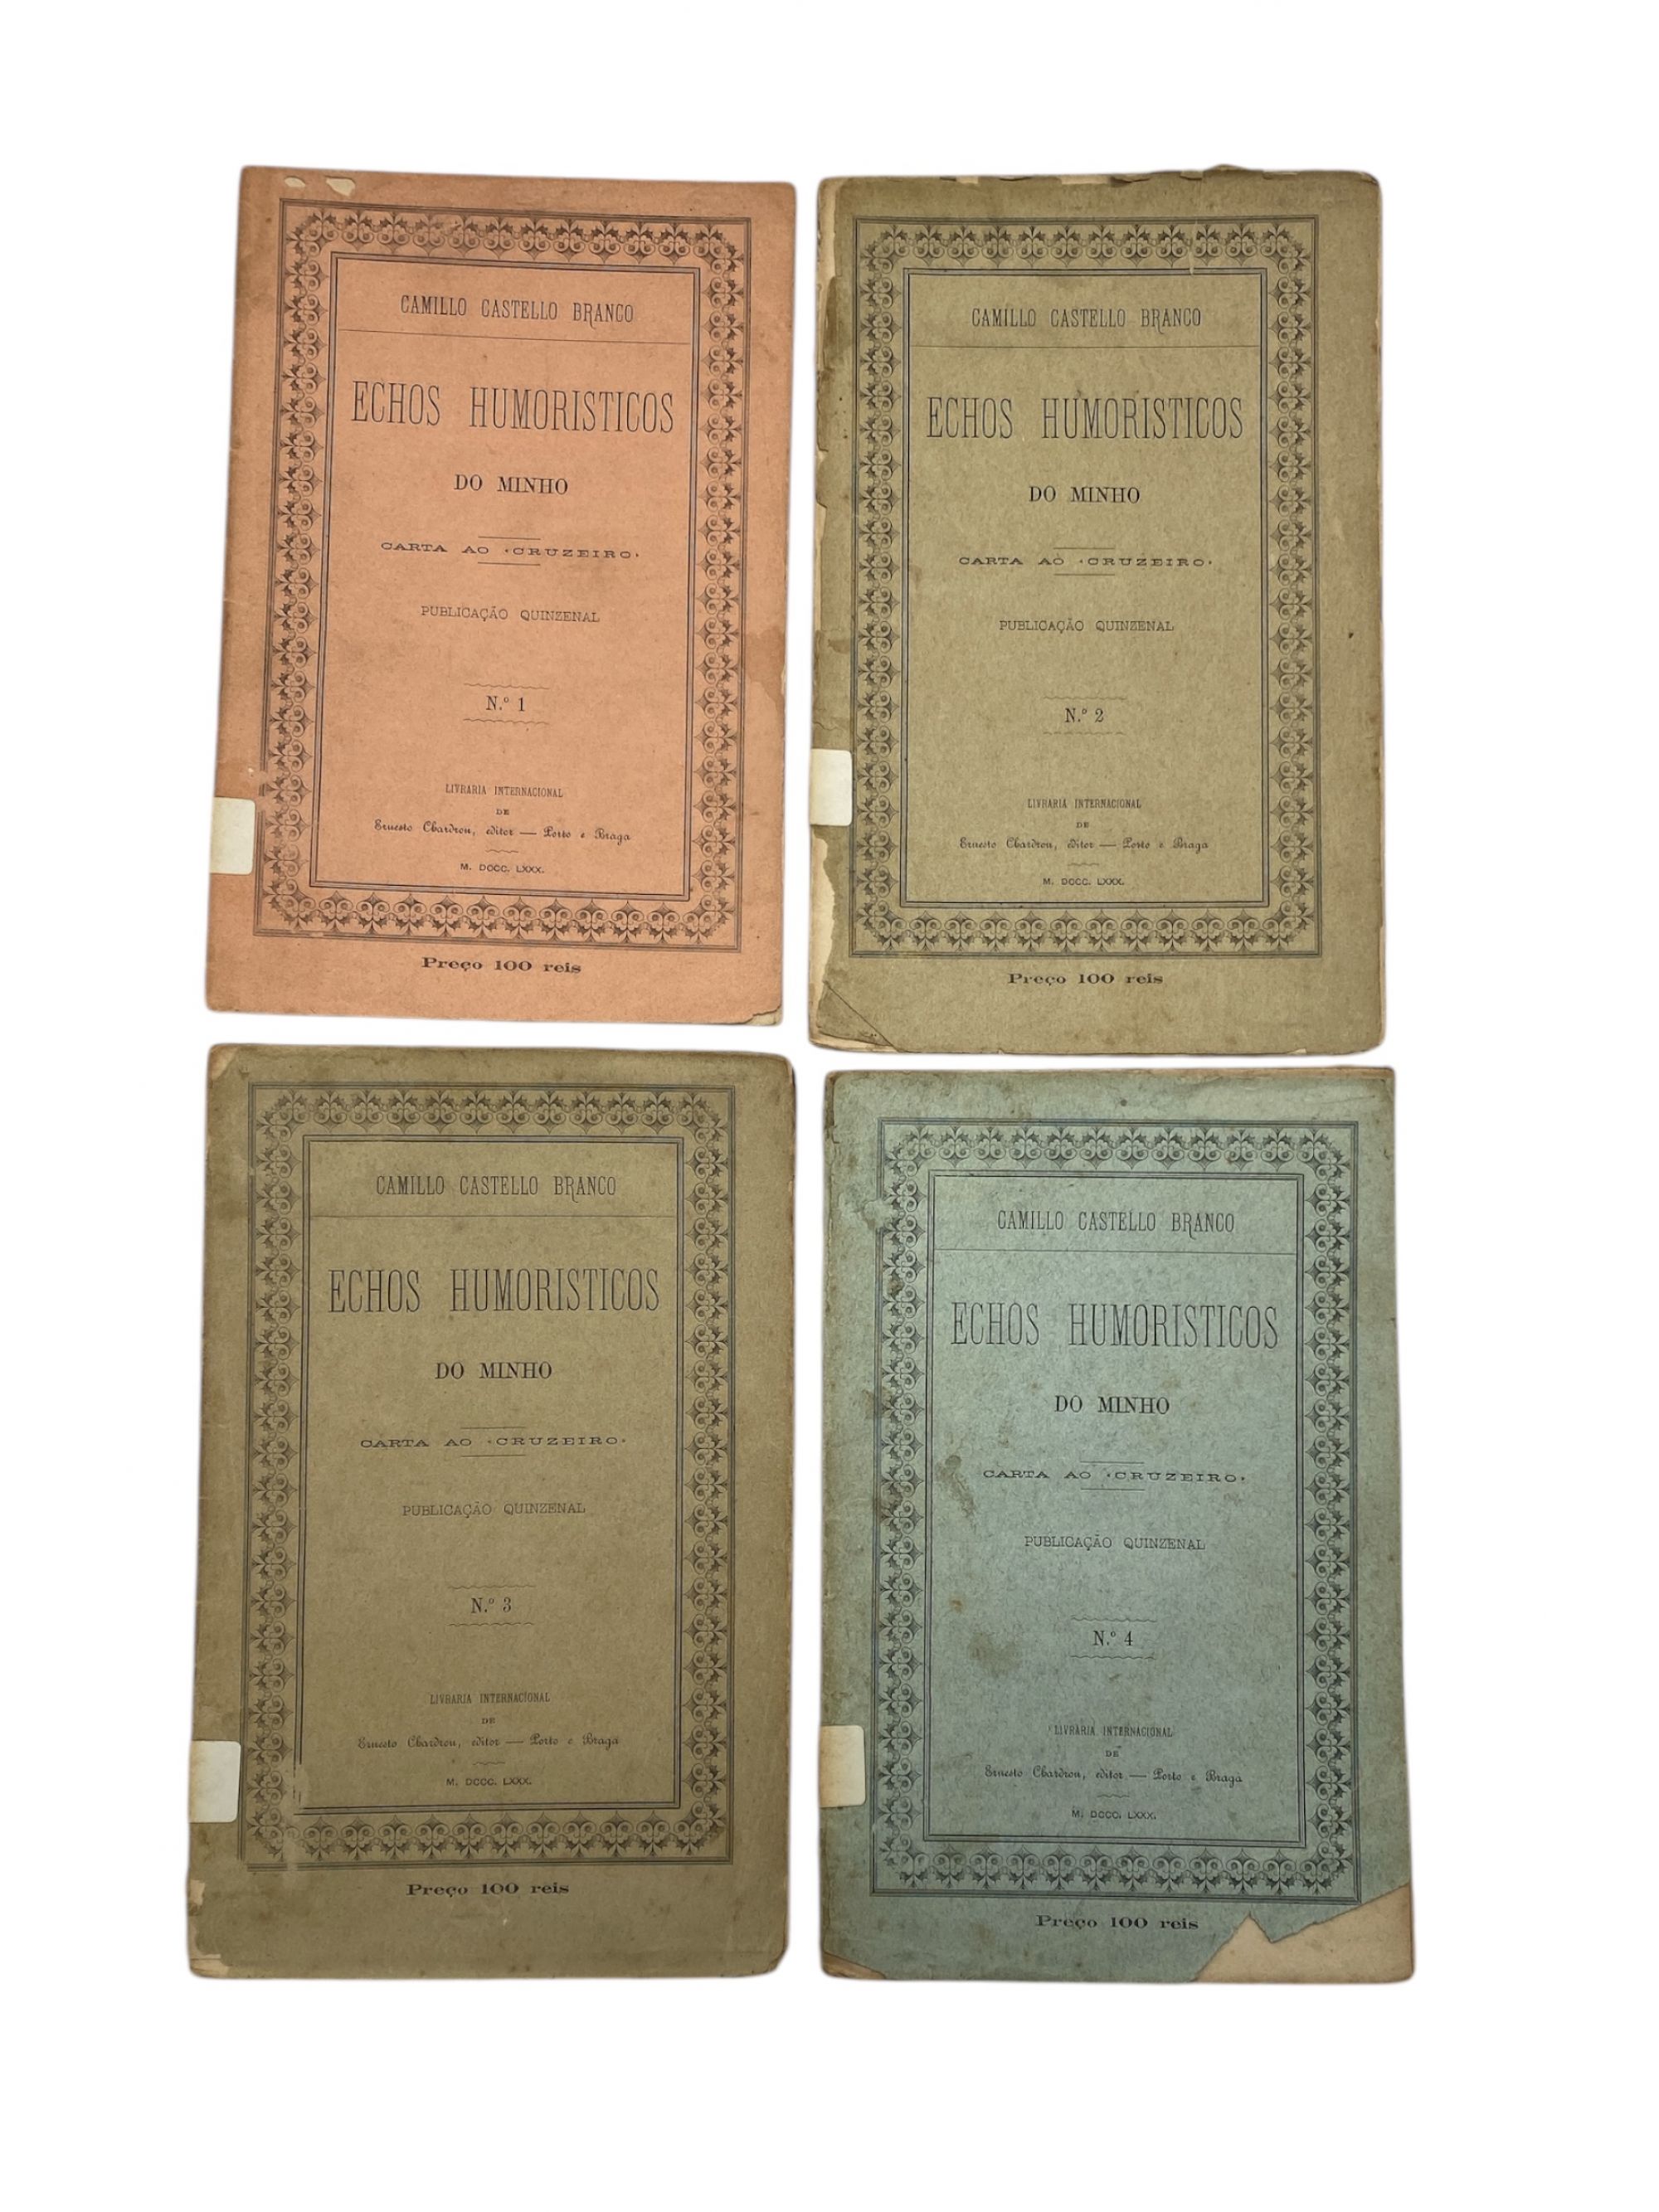 CAMILLO CASTELLO BRANCO
ECHOS HUMORISTICOS
DO MINHO
CARTA AO «CRUZEIRO»
PUBLICAÇÃO QUINZENAL
N.º 1
LIVRARIA INTERNACIONAL
DE
Ernesto Chardron, editor — Porto e Braga
M. DCCC. LXXX.
Preço 100 reis
CAMILLO CASTELLO BRANCO
ECHOS HUMORISTICOS
DO MINHO
CARTA AO «CRUZEIRO»
PUBLICAÇÃO QUINZENAL
N.º 2
LIVRARIA INTERNACIONAL
DE
Ernesto Chardron, editor — Porto e Braga
M. DCCC. LXXX.
Preço 100 reis
CAMILLO CASTELLO BRANCO
ECHOS HUMORISTICOS
DO MINHO
CARTA AO «CRUZEIRO»
PUBLICAÇÃO QUINZENAL
N.º 3
LIVRARIA INTERNACIONAL
DE
Ernesto Chardron, editor — Porto e Braga
M. DCCC. LXXX.
Preço 100 reis
CAMILLO CASTELLO BRANCO
ECHOS HUMORISTICOS
DO MINHO
CARTA AO «CRUZEIRO»
PUBLICAÇÃO QUINZENAL
N.º 4
LIVRARIA INTERNACIONAL
DE
Ernesto Chardron, editor — Porto e Braga
M. DCCC. LXXX.
Preço 100 reis